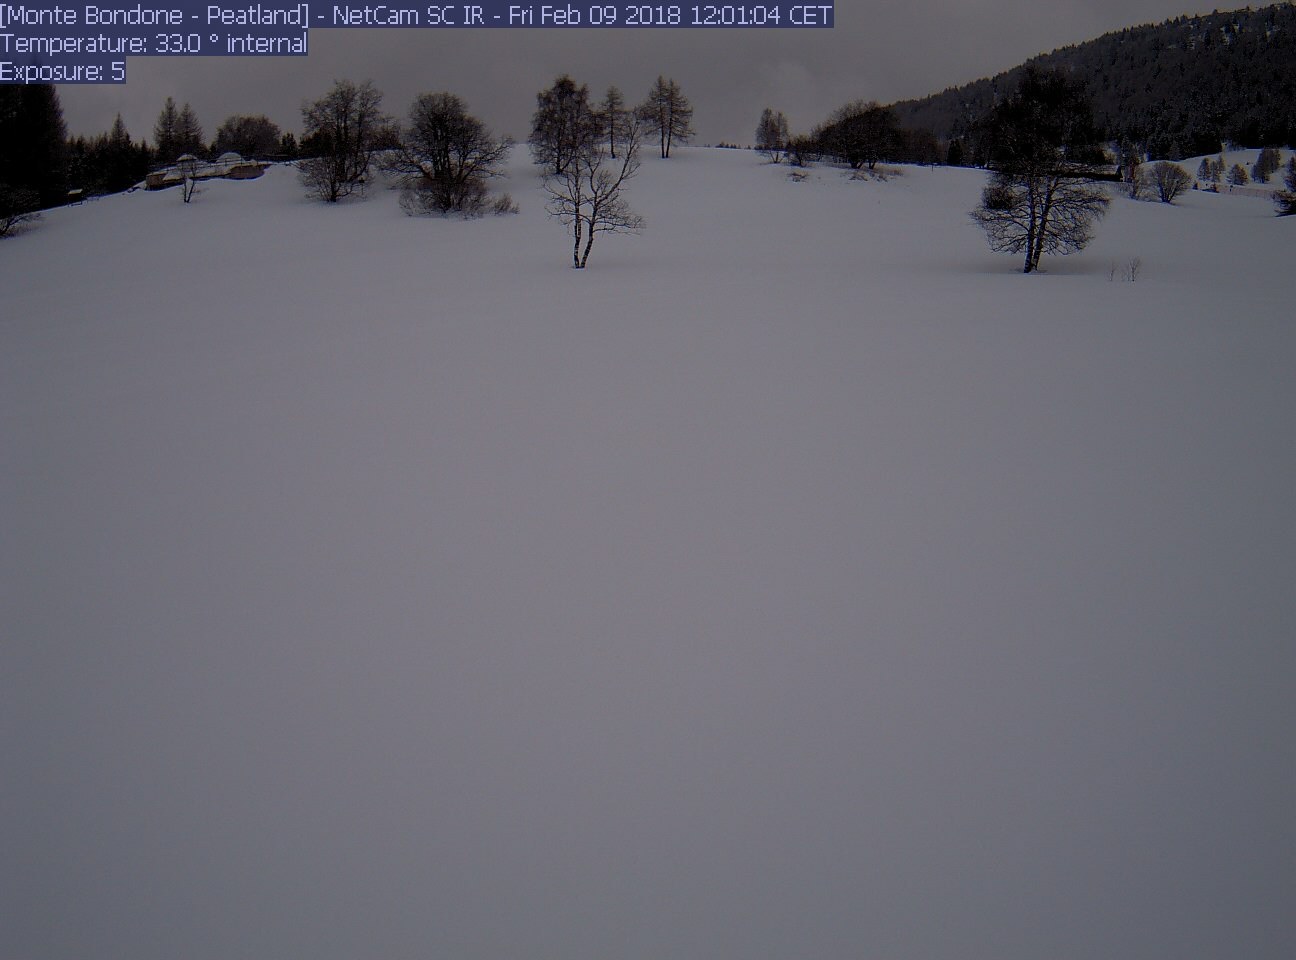 [Monte Bondone - Peatland] - NetCam SC IR - Fri Feb 09 2018 12:01:04 CET
Temperature: 33.0 ° internal
Exposure: 5